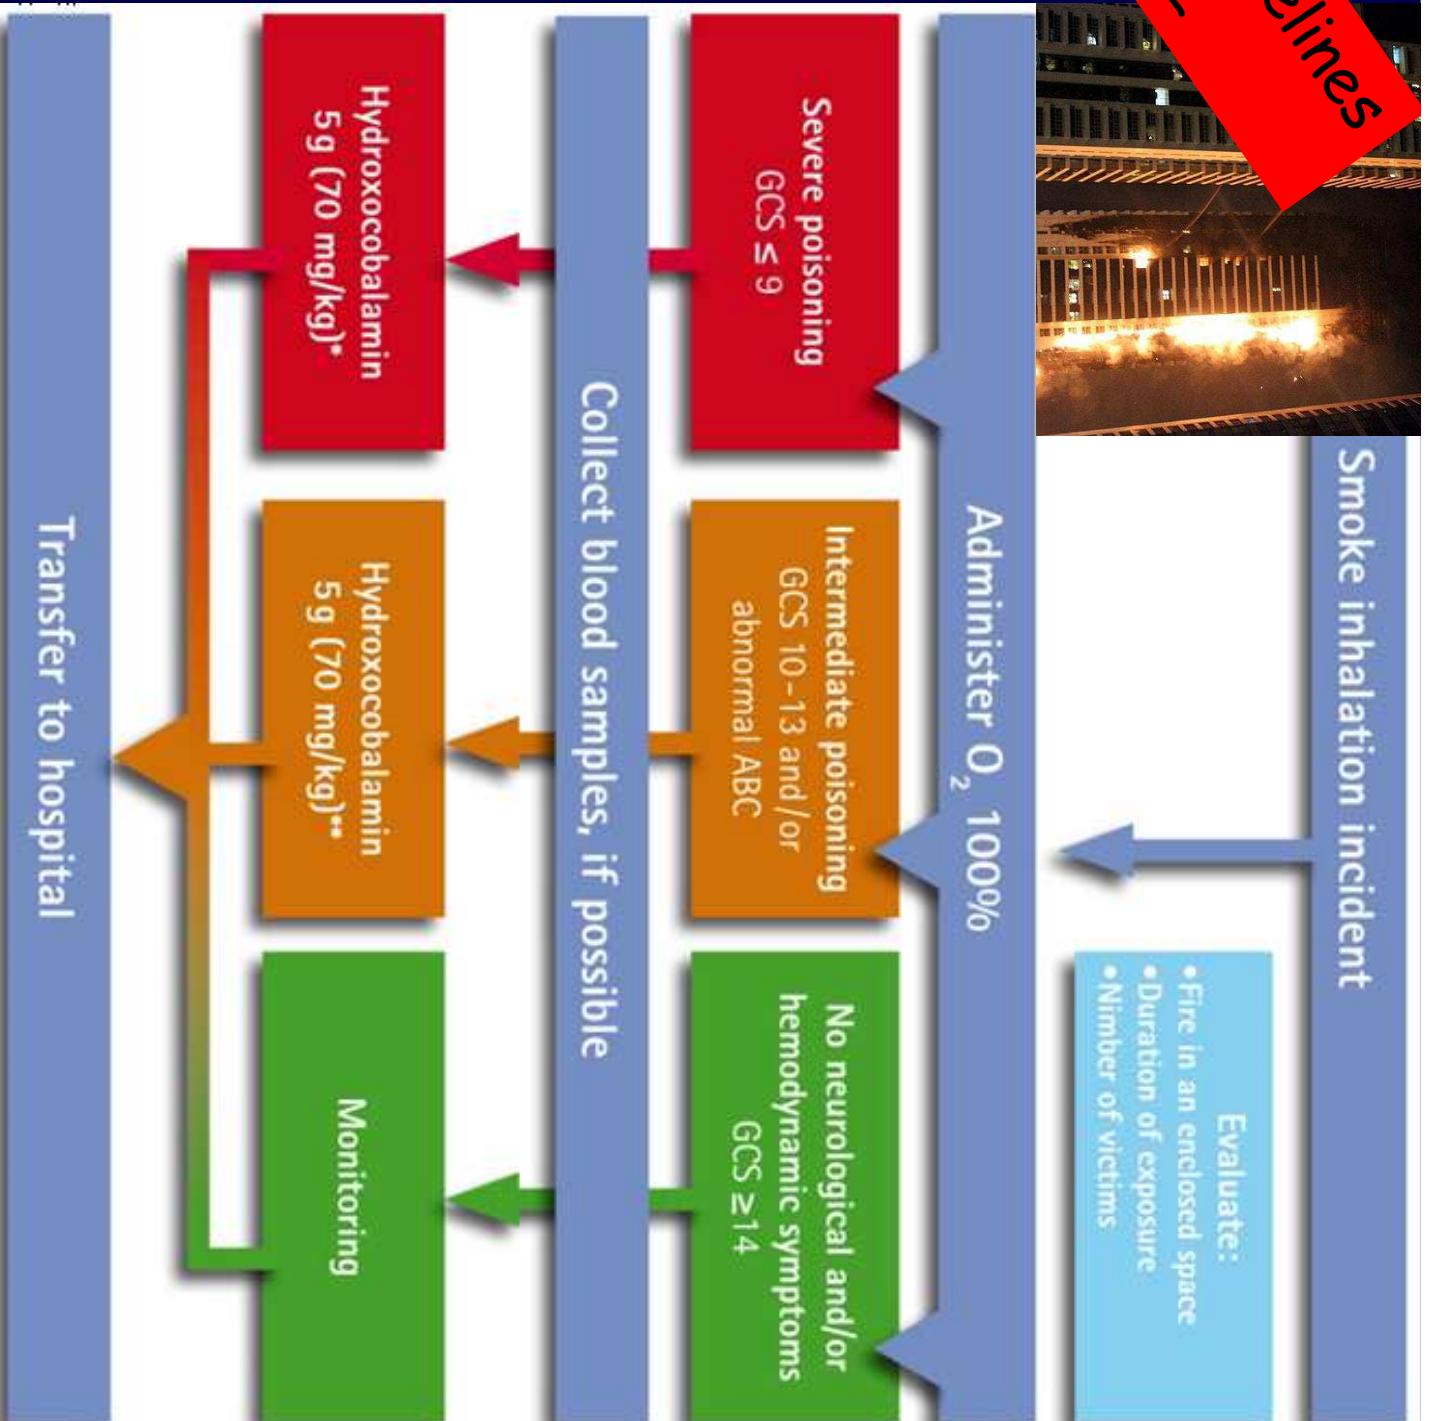 elines
Smoke inhalation incident
Evaluate:
•Fire in an enclosed space
•Duration of exposure
•Nimber of victims
Administer O₂ 100%
Severe poisoning
GCS ≤ 9
Intermediate poisoning
GCS 10-13 and/or
abnormal ABC
No neurological and/or
hemodynamic symptoms
GCS ≥14
Collect blood samples, if possible
Hydroxocobalamin
5 g (70 mg/kg)*
Hydroxocobalamin
5 g (70 mg/kg)**
Monitoring
Transfer to hospital